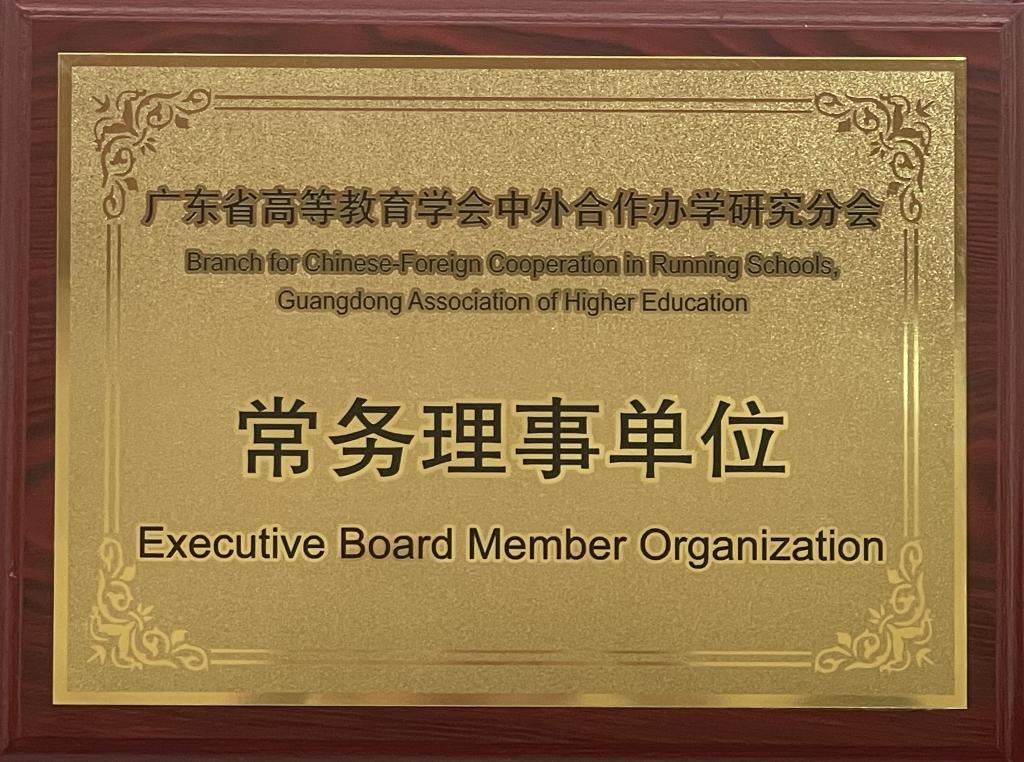 广东省高等教育学会中外合作办学研究分会
Branch for Chinese-Foreign Cooperation in Running Schools,
Guangdong Association of Higher Education
常务理事单位
Executive Board Member Organization